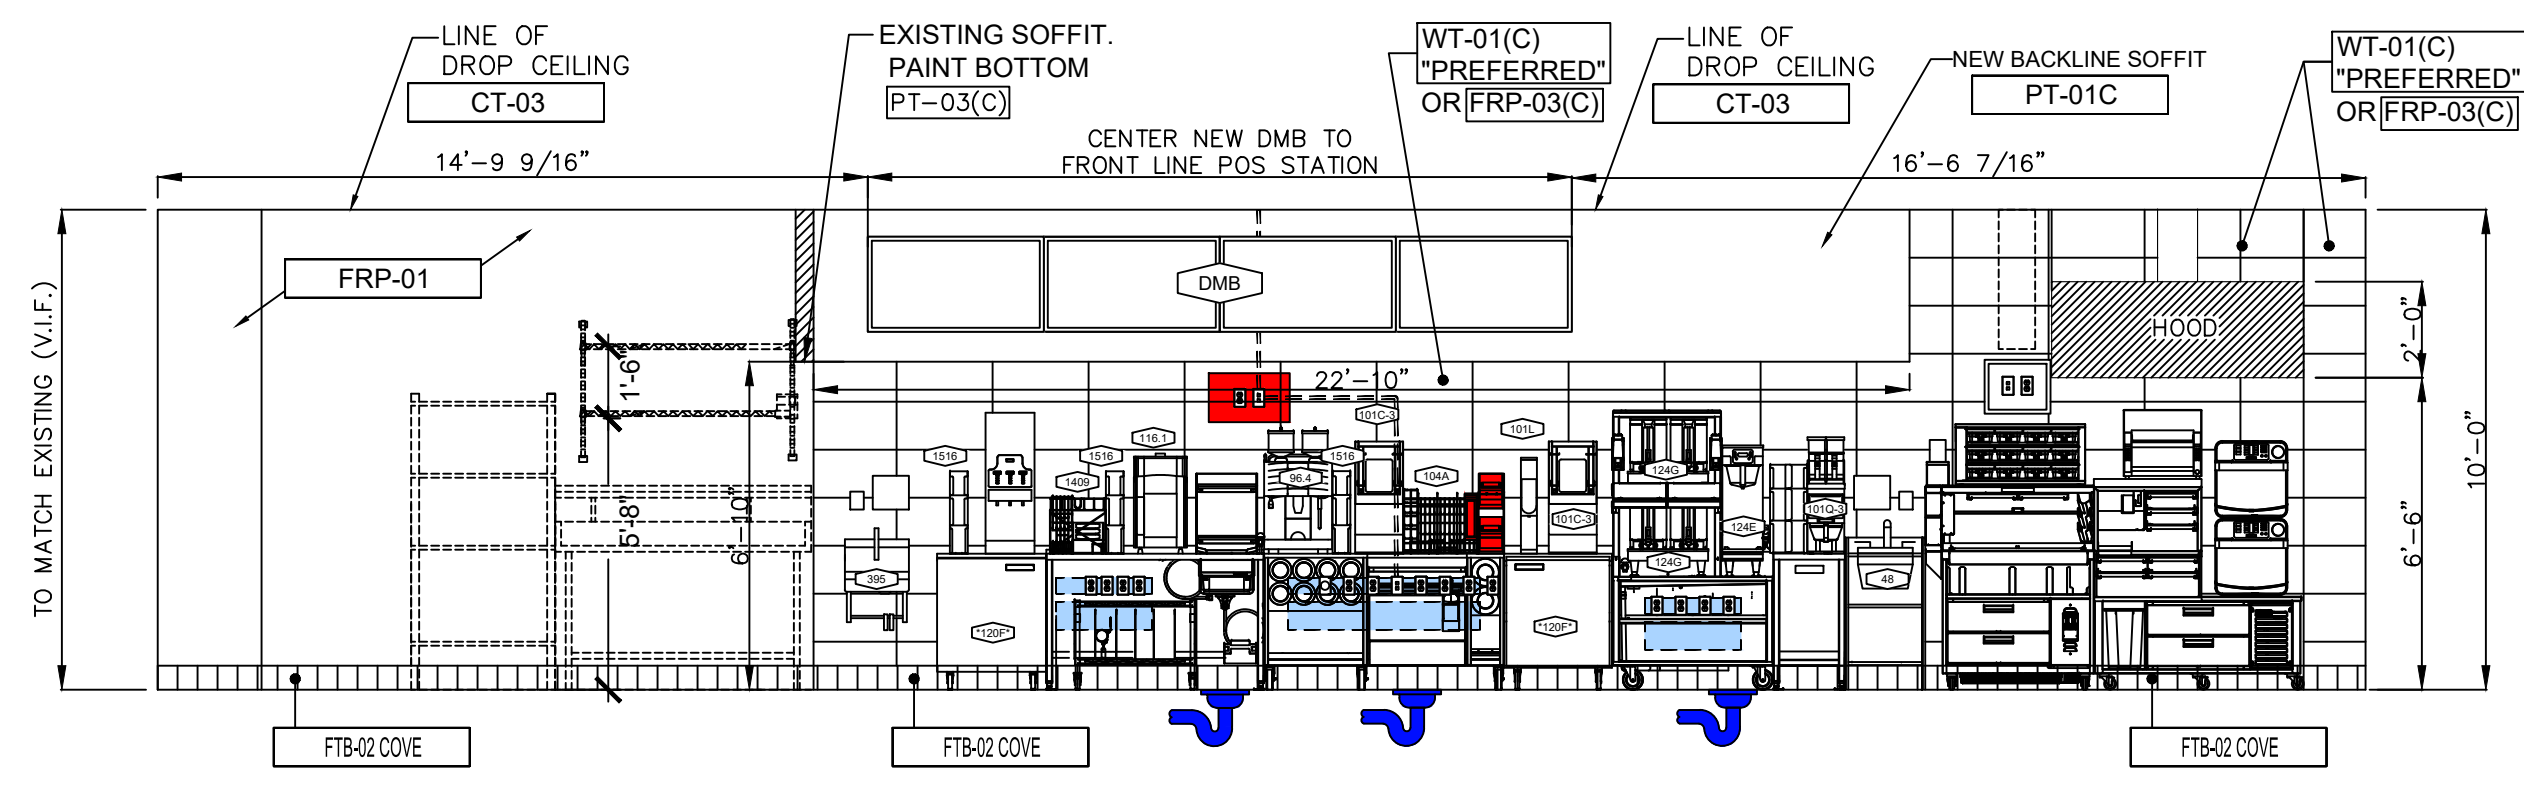 LINE OF
DROP CEILING
CT-03
EXISTING SOFFIT.
PAINT BOTTOM
PT-03(C)
WT-01(C)
"PREFERRED"
OR FRP-03(C)
LINE OF
DROP CEILING
CT-03
NEW BACKLINE SOFFIT
PT-01C
WT-01(C)
"PREFERRED"
OR FRP-03(C)
14'-9 9/16"
CENTER NEW DMB TO
FRONT LINE POS STATION
16'-6 7/16"
TO MATCH EXISTING (V.I.F.)
FRP-01
DMB
HOOD
2'-0"
10'-0"
6'-6"
1'-6"
5'-8"
6'-10"
22'-10"
1516
1409
1516
116.1
96.4
1516
101C-3
104A
101L
101C-3
124G
124G
124E
101Q-3
395
*120F*
*120F*
48
FTB-02 COVE
FTB-02 COVE
FTB-02 COVE